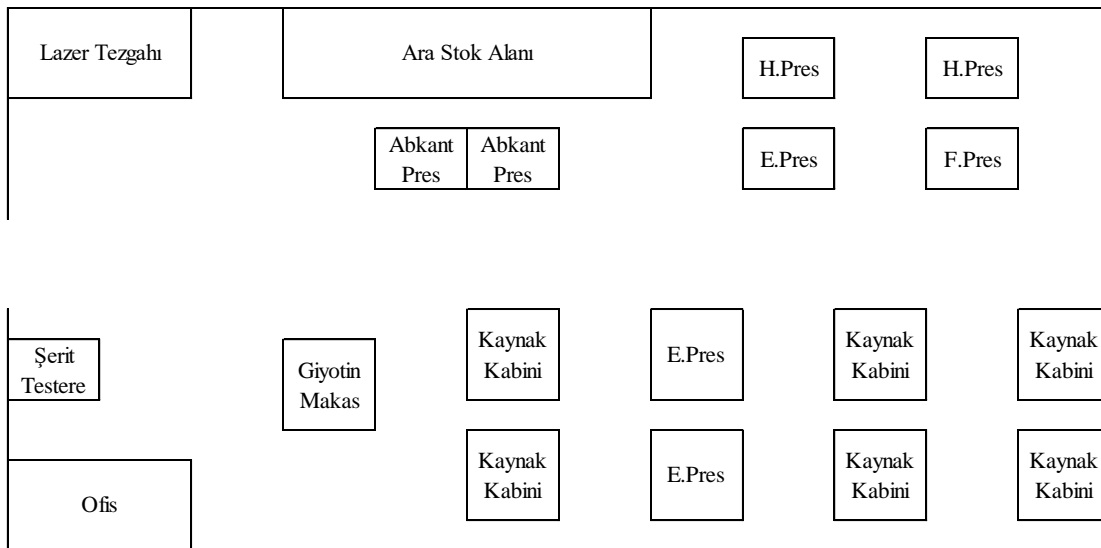 Lazer Tezgahı
Ara Stok Alanı
H.Pres
H.Pres
Abkant
Pres
Abkant
Pres
E.Pres
F.Pres
Şerit
Testere
Giyotin
Makas
Kaynak
Kabini
E.Pres
Kaynak
Kabini
Kaynak
Kabini
Ofis
Kaynak
Kabini
E.Pres
Kaynak
Kabini
Kaynak
Kabini